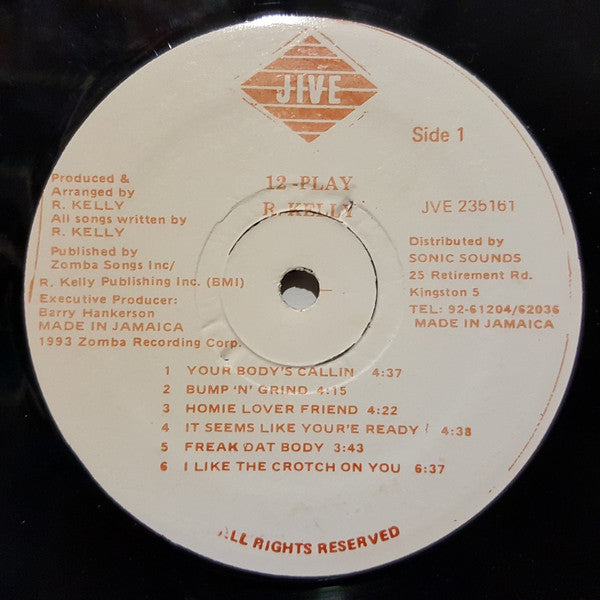 JIVE
Side 1
12-PLAY
R. KELLY
JVE 235161
Produced &
Arranged by
R. KELLY
All songs written by
R. KELLY
Published by
Zomba Songs Inc/
R. Kelly Publishing Inc. (BMI)
Executive Producer:
Barry Hankerson
MADE IN JAMAICA
1993 Zomba Recording Corp.
Distributed by
SONIC SOUNDS
25 Retirement Rd.
Kingston 5
TEL: 92-61204/62036
MADE IN JAMAICA
1 YOUR BODY'S CALLIN 4:37
2 BUMP 'N' GRIND 4:15
3 HOMIE LOVER FRIEND 4:22
4 IT SEEMS LIKE YOUR'E READY 4:38
5 FREAK DAT BODY 3:43
6 I LIKE THE CROTCH ON YOU 6:37
ALL RIGHTS RESERVED